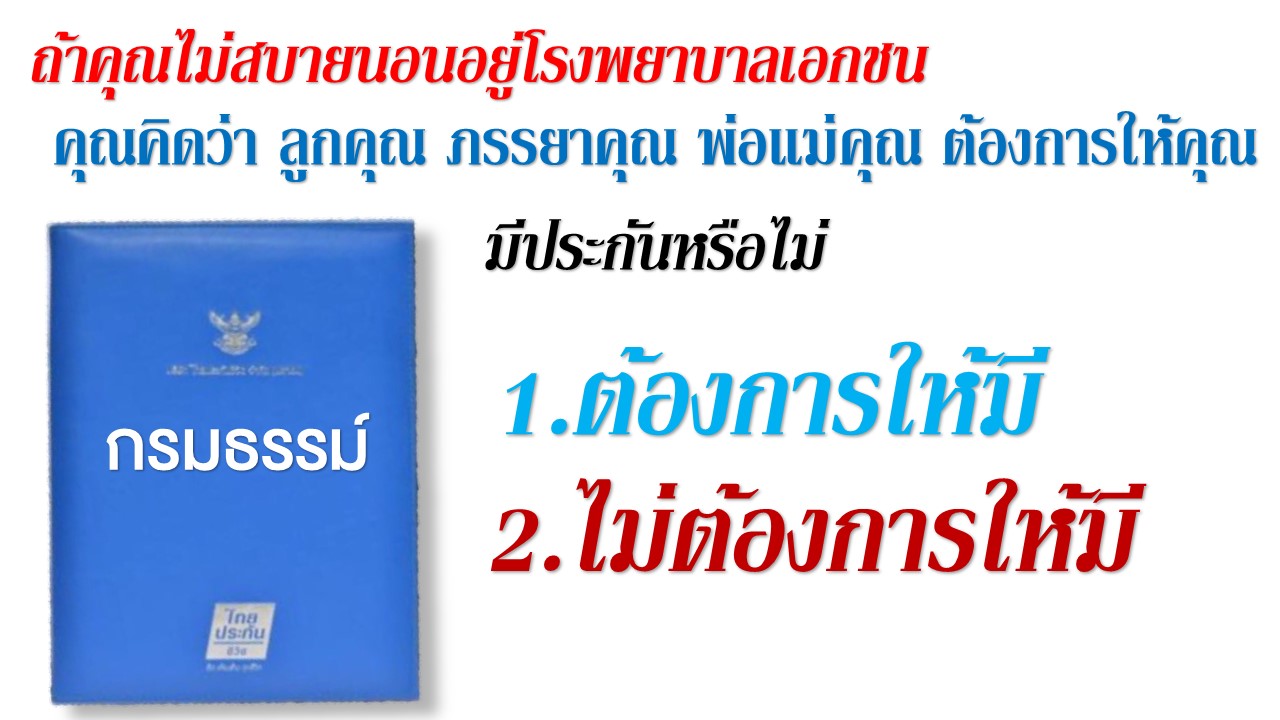 ถ้าคุณไม่สบายนอนอยู่โรงพยาบาลเอกชน
คุณคิดว่า ลูกคุณ ภรรยาคุณ พ่อแม่คุณ ต้องการให้คุณ
มีประกันหรือไม่
1.ต้องการให้มี
2.ไม่ต้องการให้มี
กรมธรรม์
ไทย
ประกัน
ชีวิต